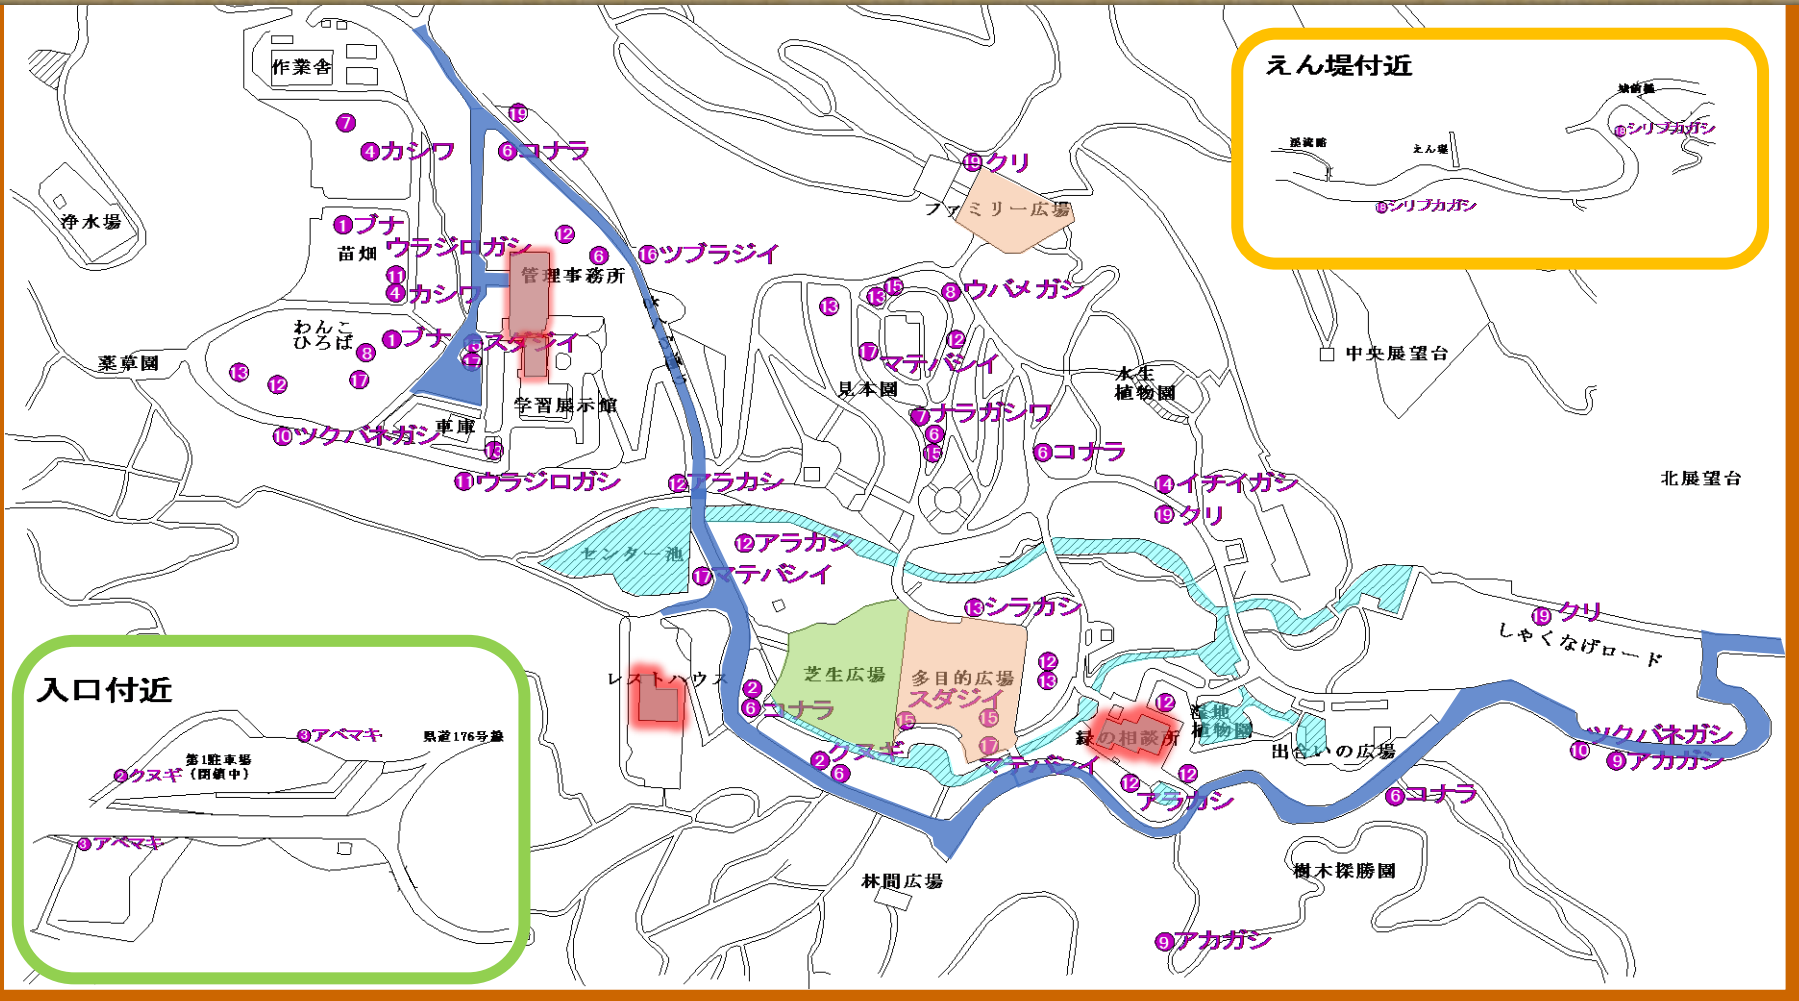 えん堤付近
堰前橋
⑱シリブカガシ
渓流路
えん堤
⑱シリブカガシ
作業舎
⑦
④カシワ
⑲
⑥コナラ
⑲クリ
ファミリー広場
浄水場
①ブナ
苗畑
ウラジロガシ
⑪
④カシワ
⑫
⑥
⑯ツブラジイ
管理事務所
⑬
⑮
⑬
⑧ウバメガシ
わんこ
ひろば
①ブナ
⑧
⑮スダジイ
⑰
⑫
⑰マテバシイ
中央展望台
薬草園
⑬
⑫
⑰
見本園
水生
植物園
学習展示館
車庫
⑩ツクバネガシ
⑬
⑦ナラガシワ
⑥
⑮
⑥コナラ
⑪ウラジロガシ
⑫アラカシ
⑭イチイガシ
⑲クリ
北展望台
センター池
⑫アラカシ
⑰マテバシイ
⑬シラカシ
⑲クリ
しゃくなげロード
レストハウス
芝生広場
多目的広場
スダジイ
⑮
⑮
⑰
マテバシイ
⑫
⑬
②
⑥コナラ
クヌギ
②
⑥
⑫
湿地
植物園
緑の相談所
出合いの広場
⑫
⑫
アラカシ
ツクバネガシ
⑩
⑨アカガシ
⑥コナラ
林間広場
樹木探勝園
⑨アカガシ
入口付近
③アベマキ
県道176号線
第1駐車場
(閉鎖中)
②クヌギ
③アベマキ